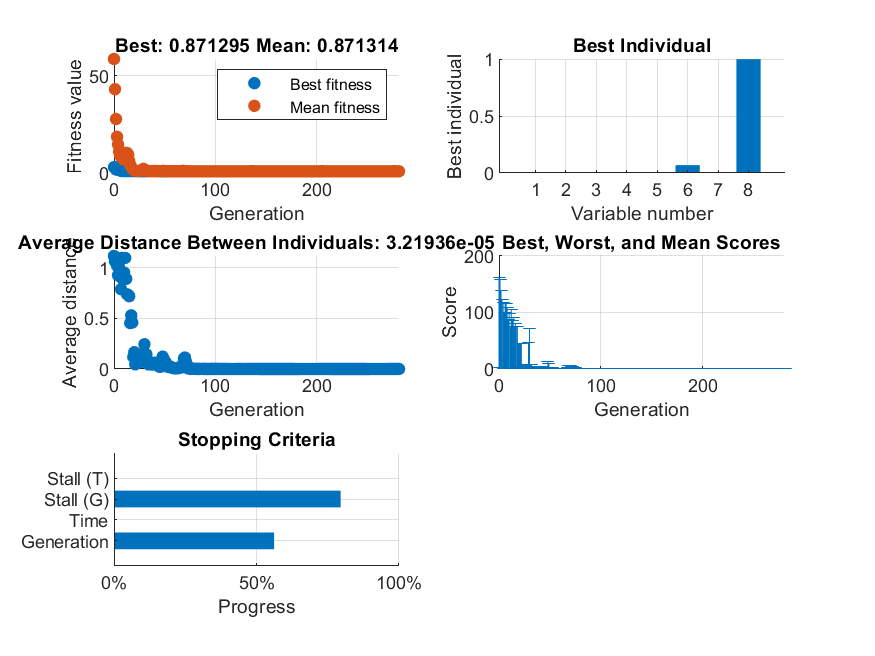 Best: 0.871295 Mean: 0.871314
Fitness value
50
0
Best fitness
Mean fitness
0 100 200
Generation
Best Individual
Best individual
1
0.5
0
1 2 3 4 5 6 7 8
Variable number
Average Distance Between Individuals: 3.21936e-05
Average distance
1
0.5
0
0 100 200
Generation
Best, Worst, and Mean Scores
Score
200
100
0
0 100 200
Generation
Stopping Criteria
Stall (T)
Stall (G)
Time
Generation
0% 50% 100%
Progress